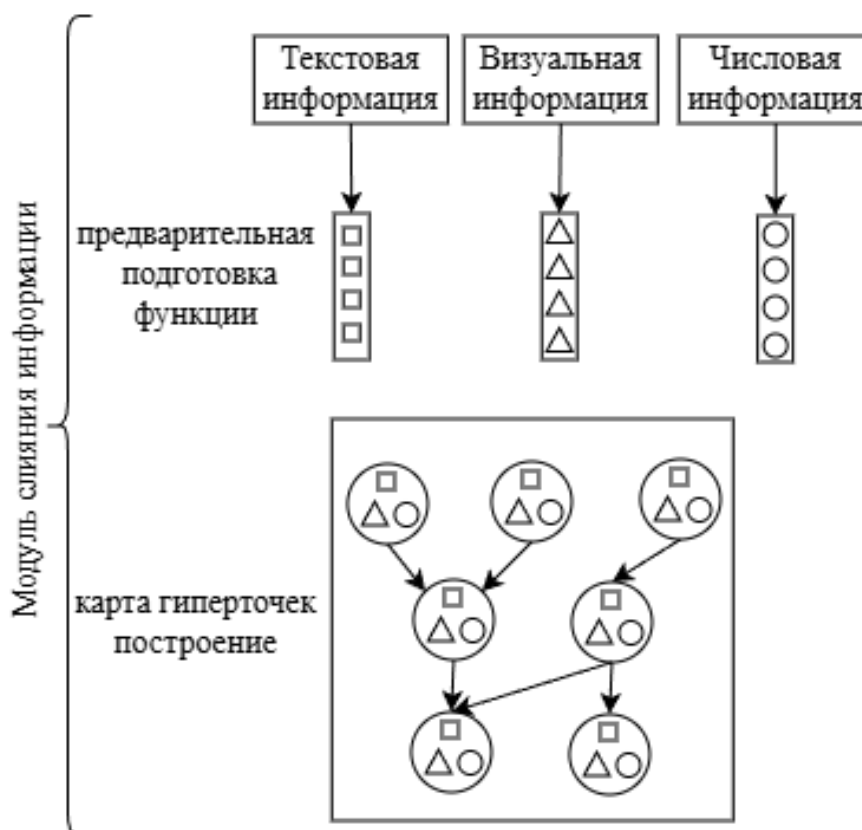 Текстовая
информация
Визуальная
информация
Числовая
информация
Модуль слияния информации
предварительная
подготовка
функции
карта гиперточек
построение